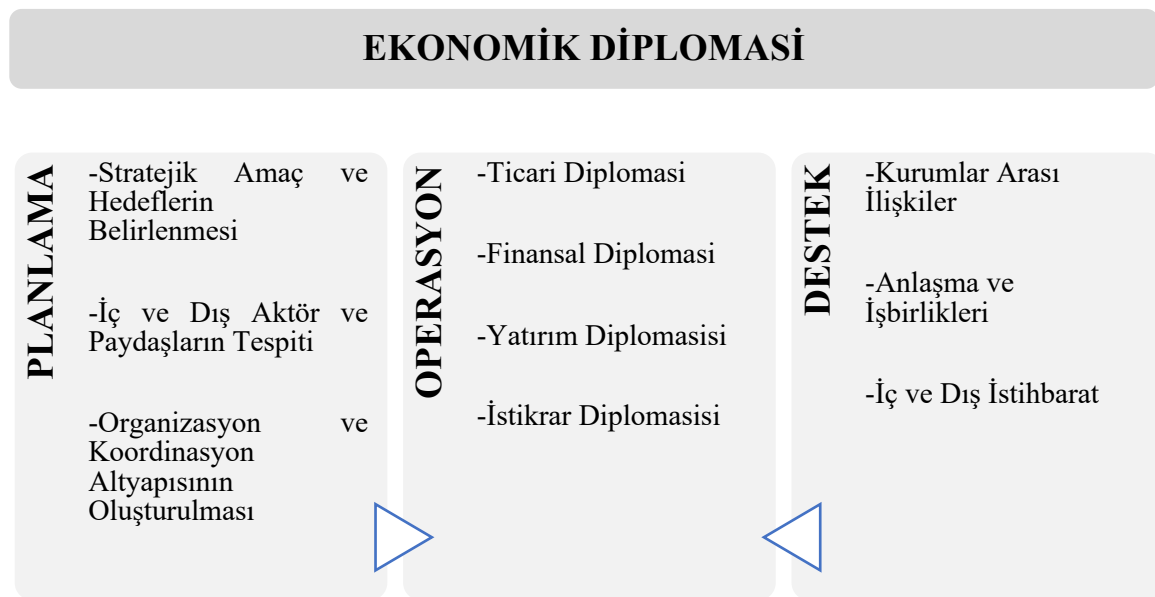 EKONOMİK DİPLOMASİ
PLANLAMA
-Stratejik Amaç ve
Hedeflerin
Belirlenmesi
-İç ve Dış Aktör ve
Paydaşların Tespiti
-Organizasyon ve
Koordinasyon
Altyapısının
Oluşturulması
OPERASYON
-Ticari Diplomasi
-Finansal Diplomasi
-Yatırım Diplomasisi
-İstikrar Diplomasisi
DESTEK
-Kurumlar Arası
İlişkiler
-Anlaşma ve
İşbirlikleri
-İç ve Dış İstihbarat